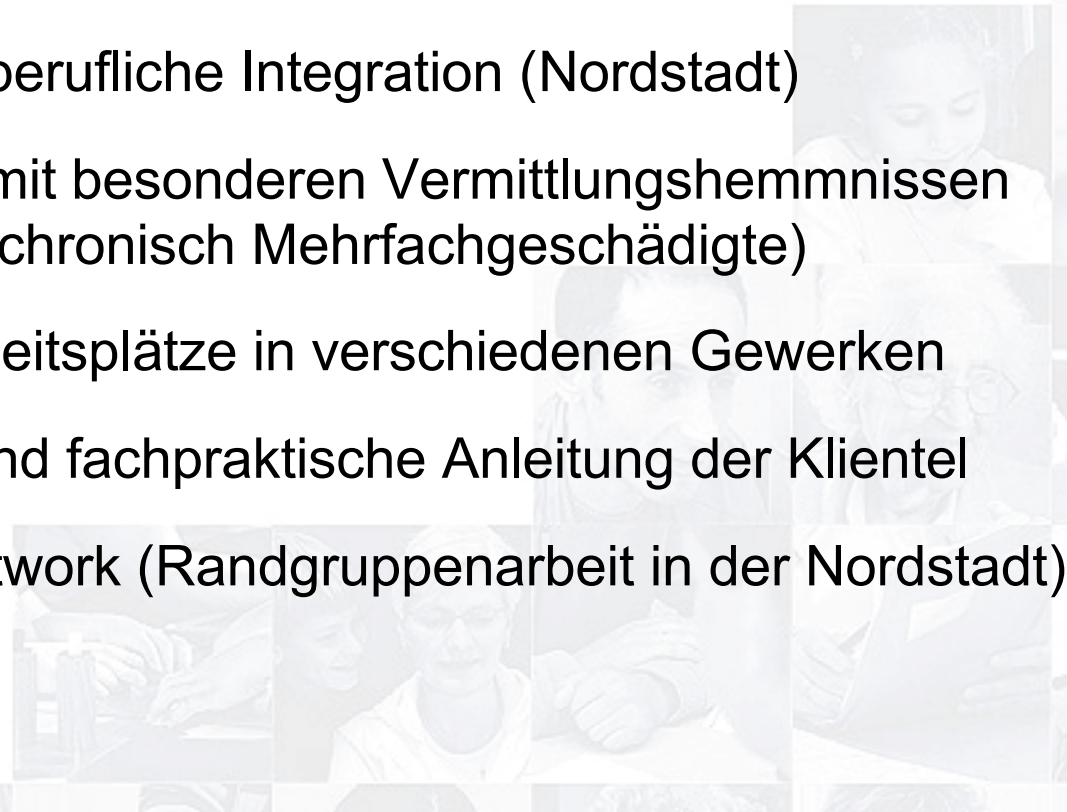 berufliche Integration (Nordstadt)
mit besonderen Vermittlungshemmnissen
chronisch Mehrfachgeschädigte)
eitsplätze in verschiedenen Gewerken
nd fachpraktische Anleitung der Klientel
twork (Randgruppenarbeit in der Nordstadt)